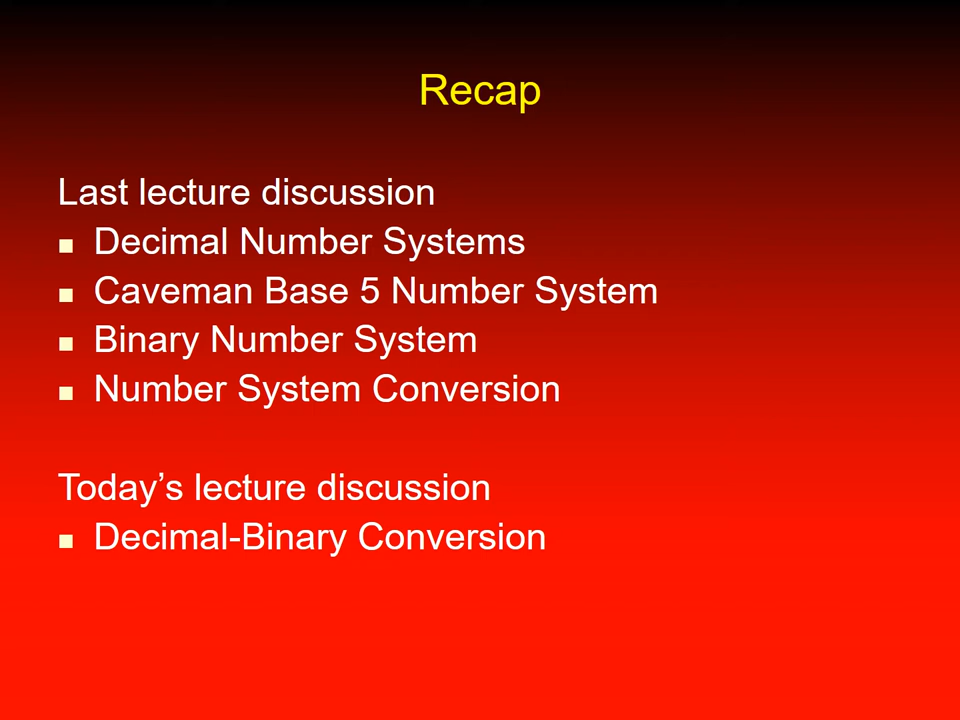 Recap
Last lecture discussion
Decimal Number Systems
Caveman Base 5 Number System
Binary Number System
Number System Conversion
Today’s lecture discussion
Decimal-Binary Conversion